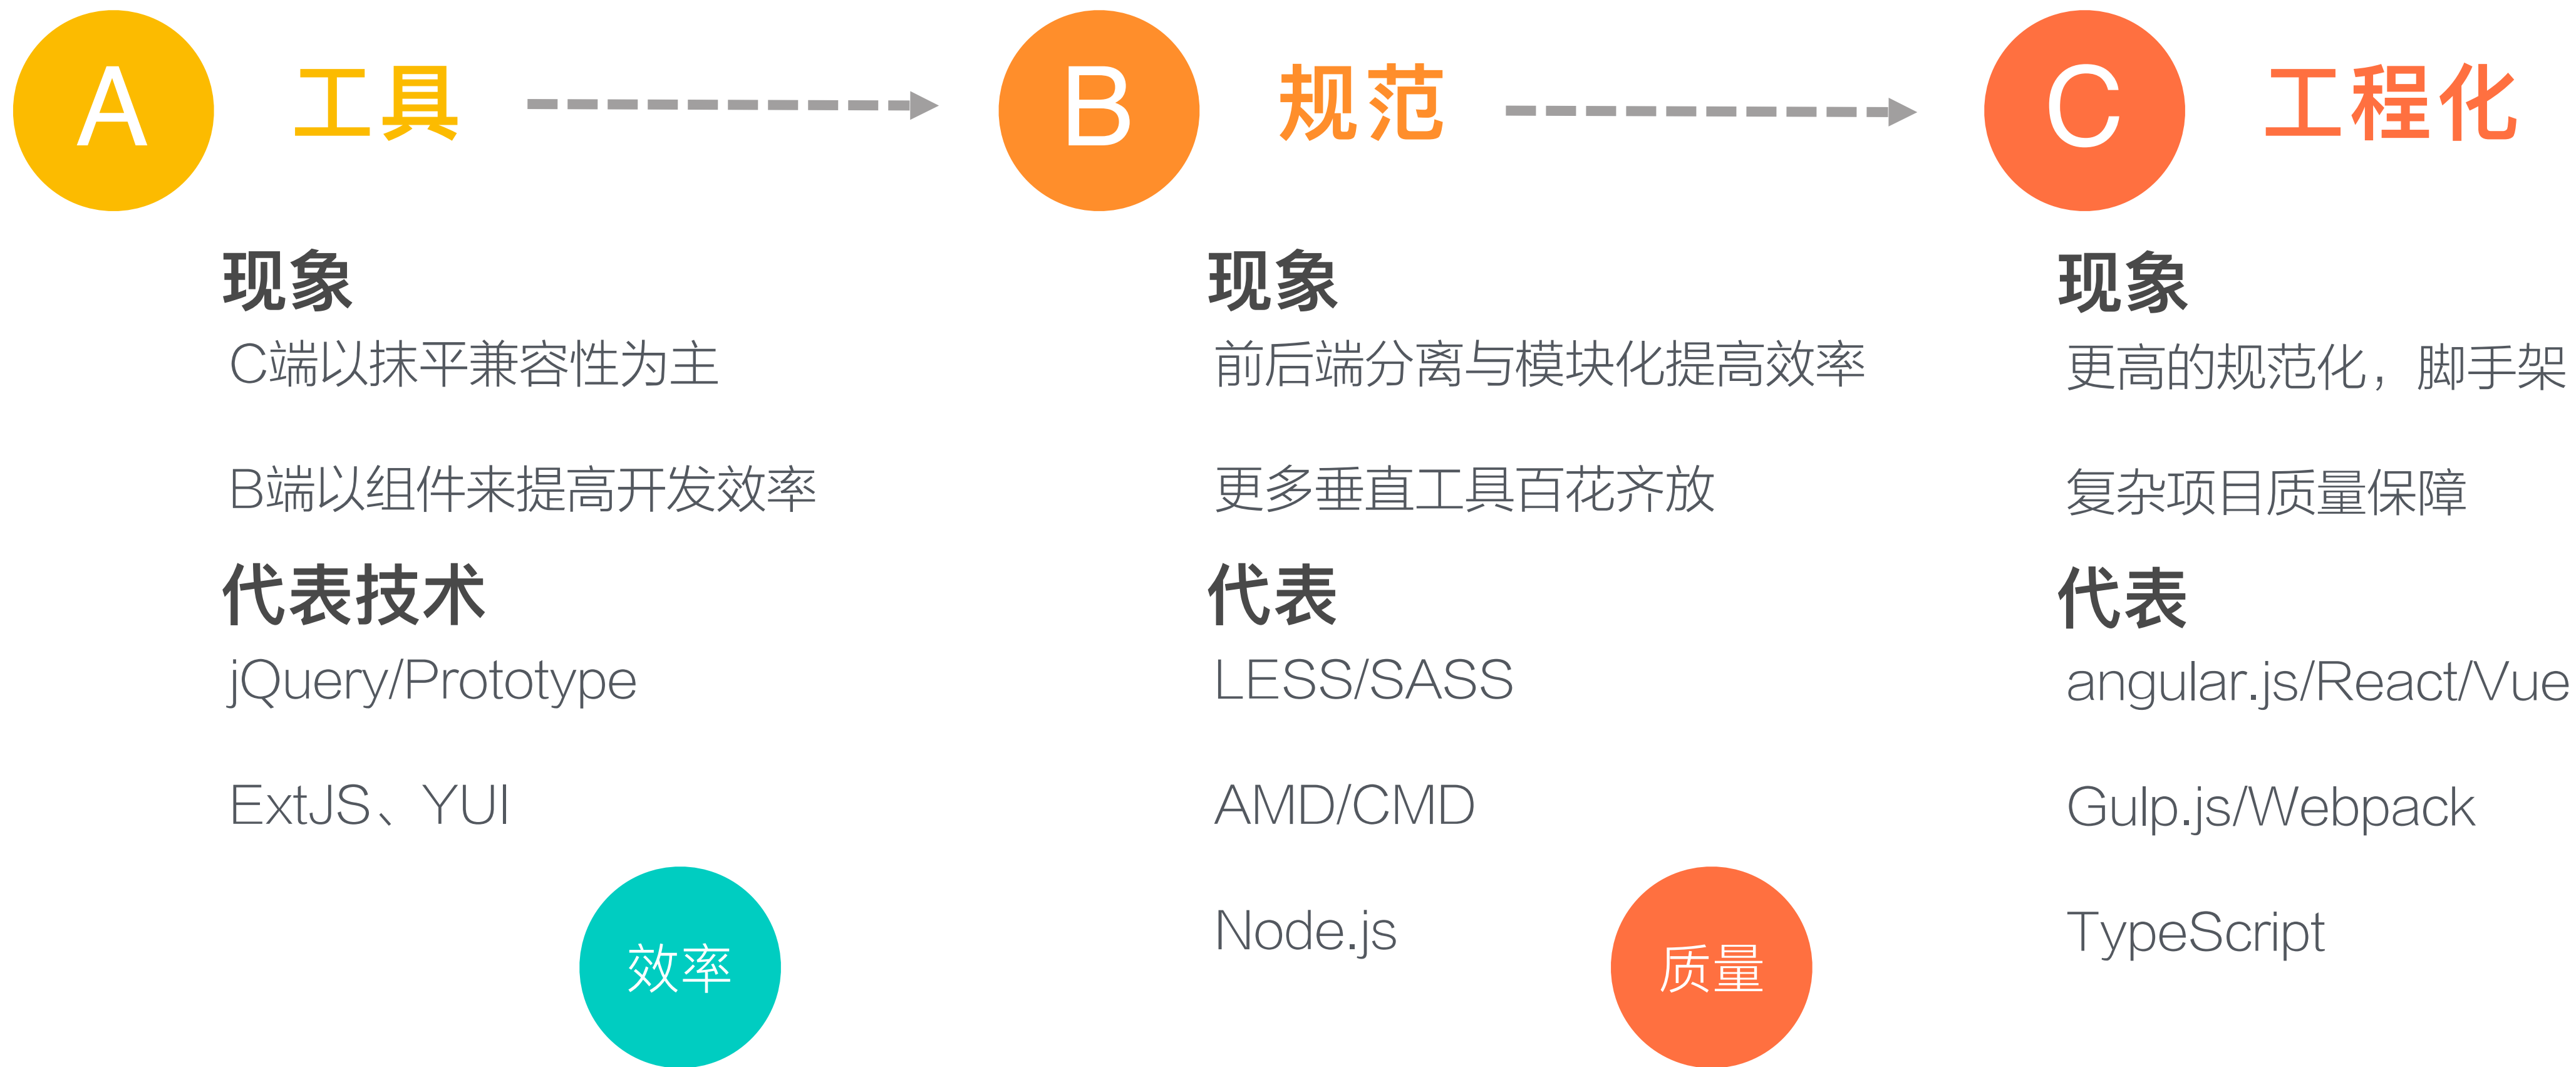 A
工具
B
规范
C
工程化
现象
C端以抹平兼容性为主
B端以组件来提高开发效率
代表技术
jQuery/Prototype
ExtJS、YUI
现象
前后端分离与模块化提高效率
更多垂直工具百花齐放
代表
LESS/SASS
AMD/CMD
Node.js
现象
更高的规范化，脚手架
复杂项目质量保障
代表
angular.js/React/Vue
Gulp.js/Webpack
TypeScript
效率
质量